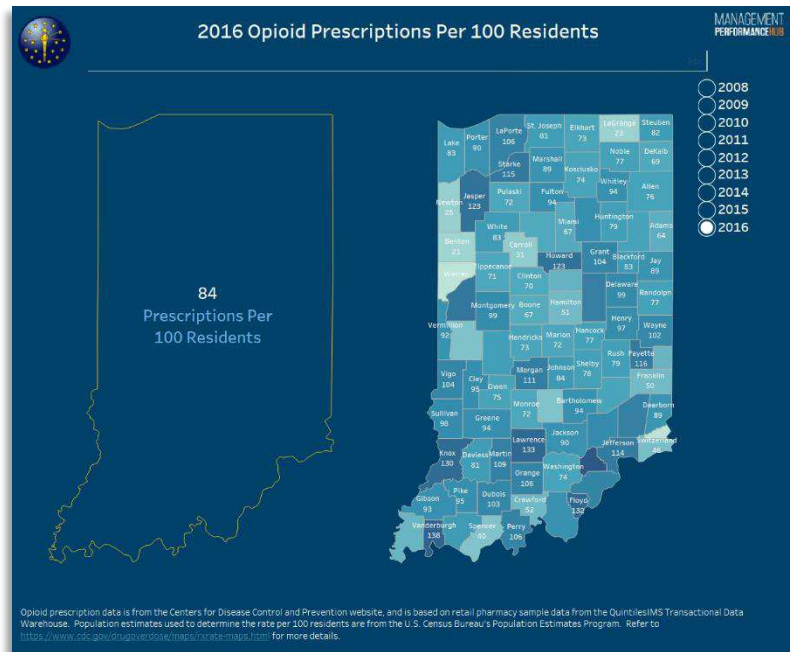 2016 Opioid Prescriptions Per 100 Residents
MANAGEMENT
PERFORMANCEHUB
2008
2009
2010
2011
2012
2013
2014
2015
2016
84
Prescriptions Per
100 Residents
Lake
83
Porter
90
LaPorte
106
St. Joseph
81
Elkhart
73
LaGrange
23
Steuben
82
Starke
115
Marshall
89
Kosciusko
74
Noble
77
DeKalb
69
Newton
25
Jasper
123
Pulaski
72
Fulton
94
Whitley
94
Allen
76
Benton
21
White
83
Carroll
31
Miami
67
Huntington
79
Adams
64
Warren
Tippecanoe
71
Clinton
70
Howard
123
Grant
104
Blackford
83
Jay
89
Montgomery
99
Boone
67
Hamilton
51
Delaware
99
Randolph
77
Vermillion
92
Hendricks
73
Marion
72
Hancock
77
Henry
97
Wayne
102
Vigo
104
Clay
95
Owen
75
Morgan
111
Johnson
84
Shelby
78
Rush
79
Fayette
116
Franklin
50
Sullivan
98
Greene
94
Monroe
72
Bartholomew
94
Dearborn
89
Knox
130
Daviess
81
Martin
109
Lawrence
133
Jackson
90
Jefferson
114
Switzerland
46
Orange
106
Washington
74
Gibson
93
Pike
95
Dubois
103
Crawford
52
Floyd
132
Vanderburgh
138
Spencer
40
Perry
106
Opioid prescription data is from the Centers for Disease Control and Prevention website, and is based on retail pharmacy sample data from the QuintilesIMS Transactional Data
Warehouse. Population estimates used to determine the rate per 100 residents are from the U.S. Census Bureau's Population Estimates Program. Refer to
https://www.cdc.gov/drugoverdose/maps/rxrate-maps.html for more details.